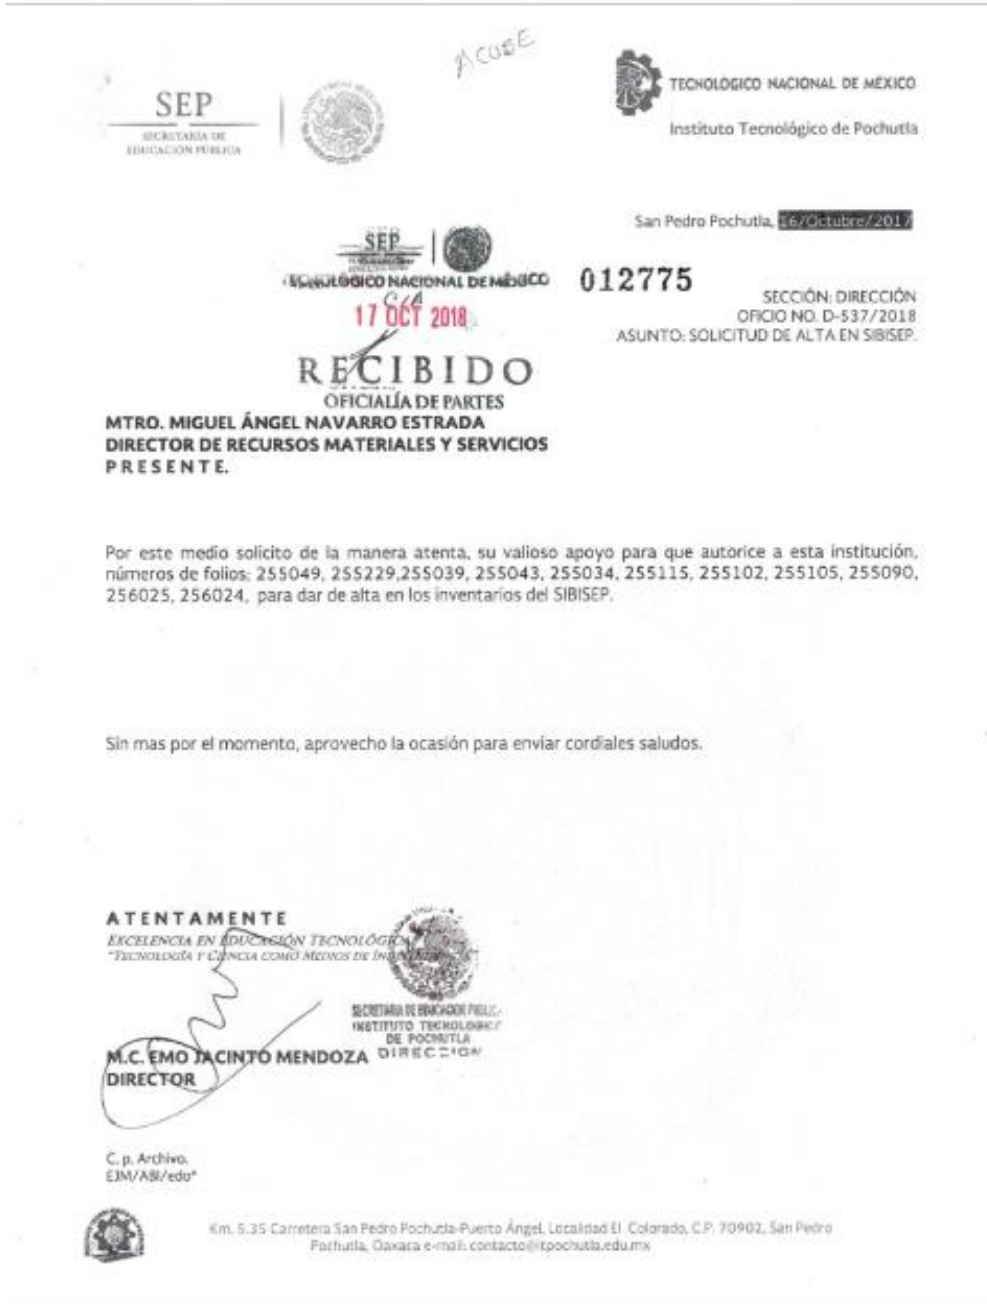 ACUSE
SEP
SECRETARÍA DE
EDUCACIÓN PÚBLICA
TECNOLÓGICO NACIONAL DE MÉXICO
Instituto Tecnológico de Pochutla
San Pedro Pochutla, 16/Octubre/2017
SEP
TECNOLÓGICO NACIONAL DE MÉXICO
012775
17 OCT 2018
SECCIÓN: DIRECCIÓN
OFICIO NO. D-537/2018
ASUNTO: SOLICITUD DE ALTA EN SIBISEP.
RECIBIDO
OFICIALÍA DE PARTES
MTRO. MIGUEL ÁNGEL NAVARRO ESTRADA
DIRECTOR DE RECURSOS MATERIALES Y SERVICIOS
P R E S E N T E.
Por este medio solicito de la manera atenta, su valioso apoyo para que autorice a esta institución,
números de folios: 255049, 255229,255039, 255043, 255034, 255115, 255102, 255105, 255090,
256025, 256024, para dar de alta en los inventarios del SIBISEP.
Sin mas por el momento, aprovecho la ocasión para enviar cordiales saludos.
A T E N T A M E N T E
EXCELENCIA EN EDUCACIÓN TECNOLÓGICA
"TECNOLOGÍA Y CIENCIA COMO MEDIOS DE
SECRETARIA DE EDUCACION PUBLIC
INSTITUTO TECNOLOGICO
DE POCHUTLA
DIRECCION
M.C. EMO JACINTO MENDOZA
DIRECTOR
C. p. Archivo.
EJM/ABI/edo*
Km. 5.35 Carretera San Pedro Pochutla-Puerto Ángel, Localidad El Colorado, C.P. 70902, San Pedro
Pochutla, Oaxaca e-mail: contacto@itpochutla.edu.mx